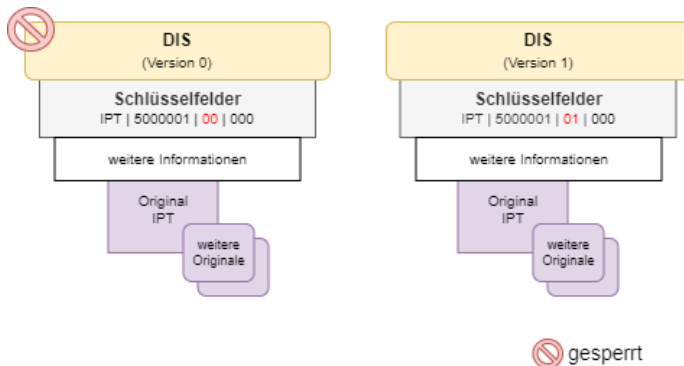 DIS
(Version 0)
Schlüsselfelder
IPT | 5000001 | 00 | 000
weitere Informationen
Original
IPT
weitere
Originale
DIS
(Version 1)
Schlüsselfelder
IPT | 5000001 | 01 | 000
weitere Informationen
Original
IPT
weitere
Originale
gesperrt